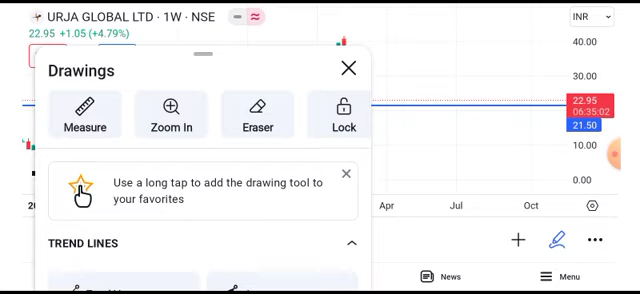 URJA GLOBAL LTD · 1W · NSE
INR
22.95 +1.05 (+4.79%)
40.00
Drawings
30.00
22.95
06:35:02
21.50
Measure
Zoom In
Eraser
Lock
10.00
Use a long tap to add the drawing tool to
your favorites
0.00
20
Apr
Jul
Oct
TREND LINES
News
Menu